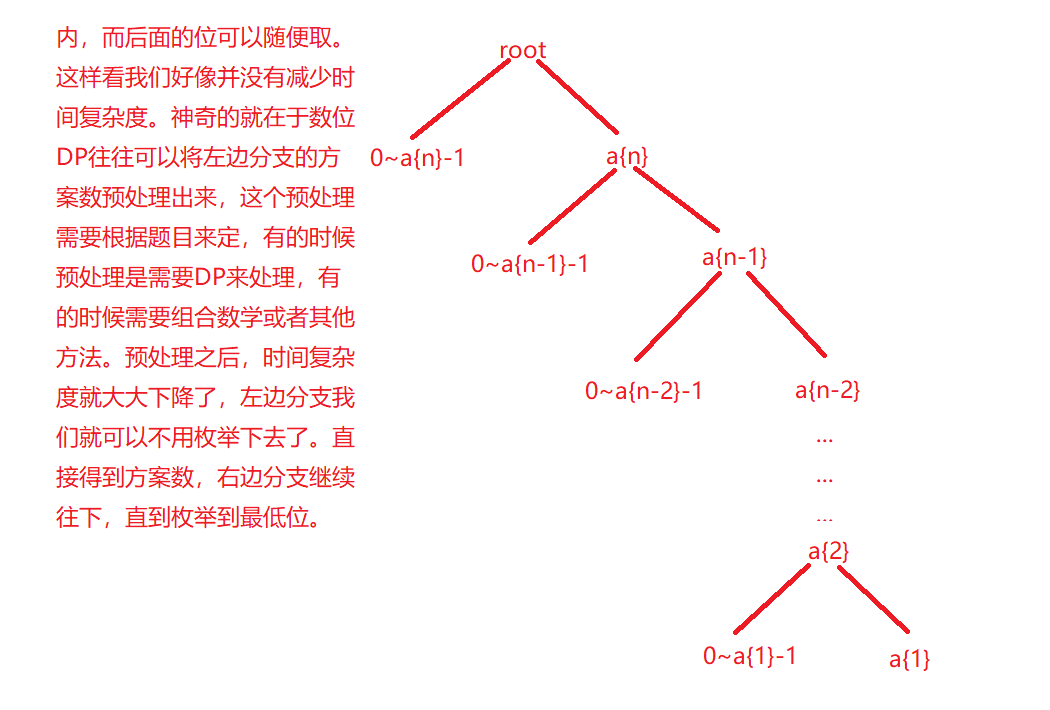 内，而后面的位可以随便取。
这样看我们好像并没有减少时
间复杂度。神奇的就在于数位
DP往往可以将左边分支的方
案数预处理出来，这个预处理
需要根据题目来定，有的时候
预处理是需要DP来处理，有
的时候需要组合数学或者其他
方法。预处理之后，时间复杂
度就大大下降了，左边分支我
们就可以不用枚举下去了。直
接得到方案数，右边分支继续
往下，直到枚举到最低位。
root
0~a{n}-1
a{n}
0~a{n-1}-1
a{n-1}
0~a{n-2}-1
a{n-2}
...
...
...
a{2}
0~a{1}-1
a{1}